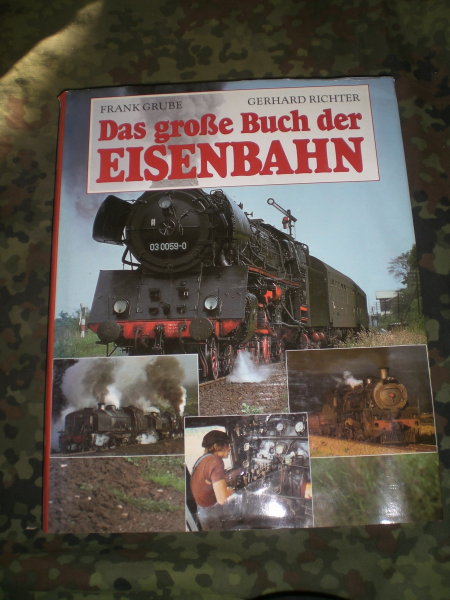 FRANK GRUBE GERHARD RICHTER
Das große Buch der
EISENBAHN
03 0059-0